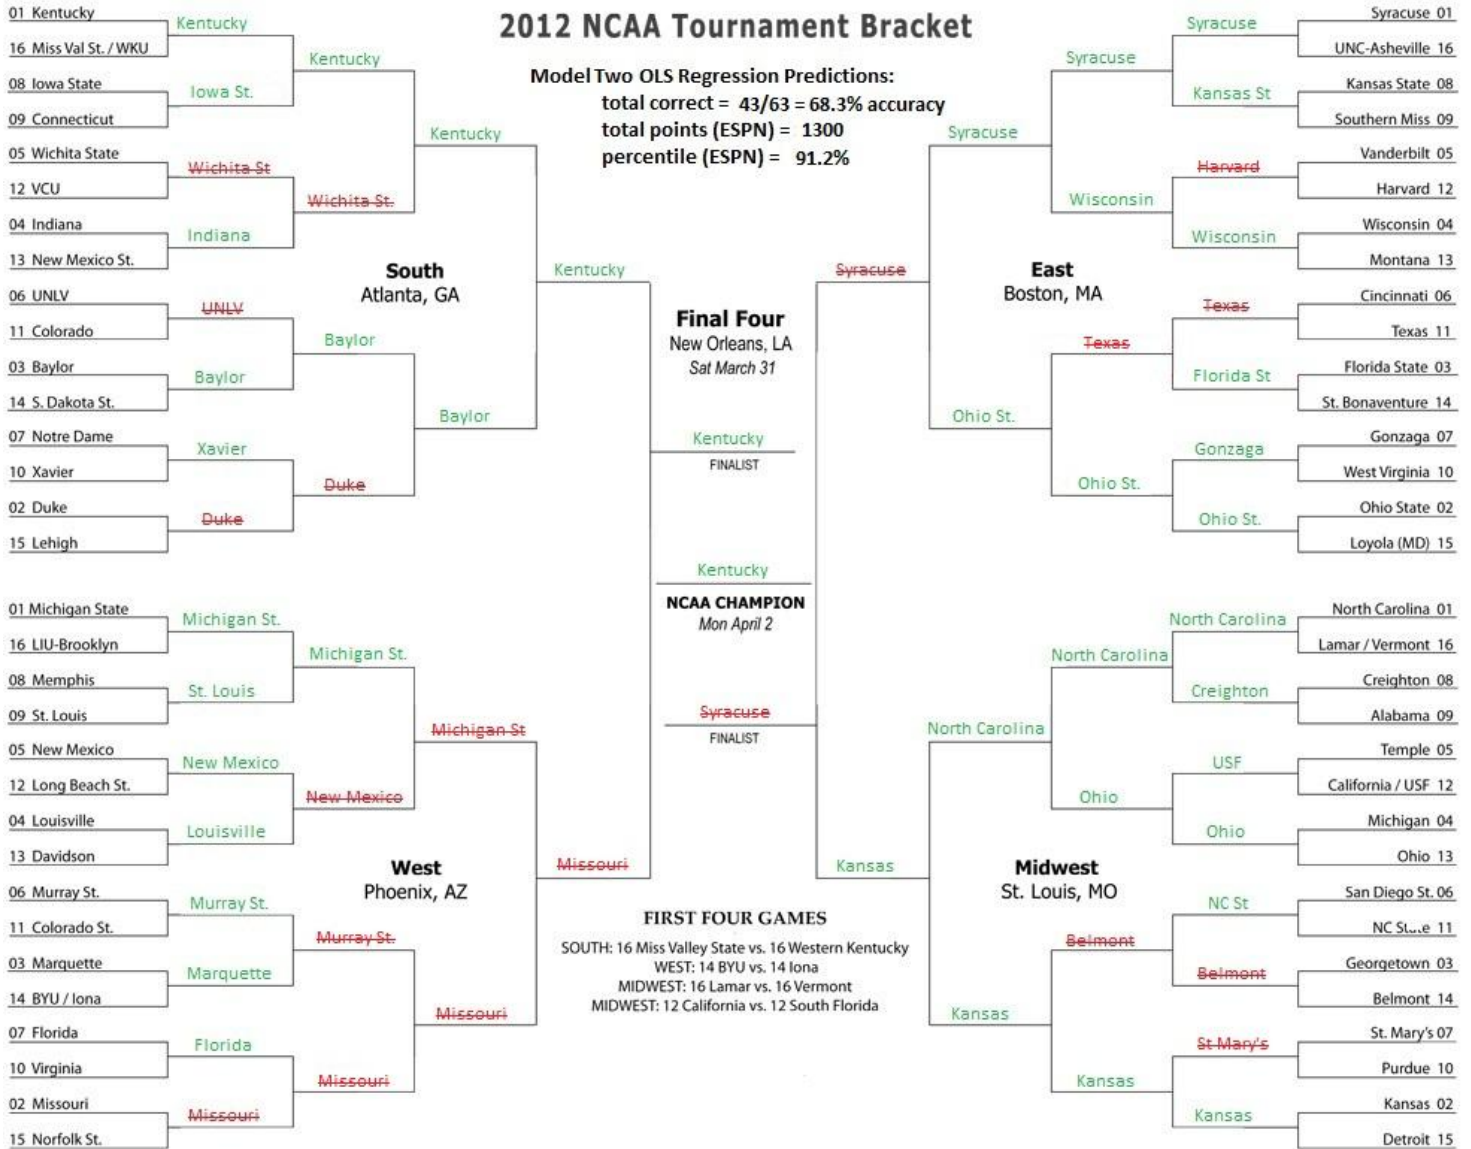 2012 NCAA Tournament Bracket
Model Two OLS Regression Predictions:
total correct = 43/63 = 68.3% accuracy
total points (ESPN) = 1300
percentile (ESPN) = 91.2%
01 Kentucky
16 Miss Val St. / WKU
08 Iowa State
09 Connecticut
05 Wichita State
12 VCU
04 Indiana
13 New Mexico St.
06 UNLV
11 Colorado
03 Baylor
14 S. Dakota St.
07 Notre Dame
10 Xavier
02 Duke
15 Lehigh
Kentucky
Iowa St.
Wichita St
Indiana
UNLV
Baylor
Xavier
Duke
Kentucky
Wichita St.
Baylor
Duke
Kentucky
Baylor
Kentucky
South
Atlanta, GA
01 Michigan State
16 LIU-Brooklyn
08 Memphis
09 St. Louis
05 New Mexico
12 Long Beach St.
04 Louisville
13 Davidson
06 Murray St.
11 Colorado St.
03 Marquette
14 BYU / Iona
07 Florida
10 Virginia
02 Missouri
15 Norfolk St.
Michigan St.
St. Louis
New Mexico
Louisville
Murray St.
Marquette
Florida
Missouri
Michigan St.
New Mexico
Murray St.
Missouri
Michigan St
Missouri
Missouri
West
Phoenix, AZ
Final Four
New Orleans, LA
Sat March 31
Kentucky
FINALIST
Kentucky
NCAA CHAMPION
Mon April 2
Syracuse
FINALIST
FIRST FOUR GAMES
SOUTH: 16 Miss Valley State vs. 16 Western Kentucky
WEST: 14 BYU vs. 14 Iona
MIDWEST: 16 Lamar vs. 16 Vermont
MIDWEST: 12 California vs. 12 South Florida
Syracuse 01
UNC-Asheville 16
Kansas State 08
Southern Miss 09
Vanderbilt 05
Harvard 12
Wisconsin 04
Montana 13
Cincinnati 06
Texas 11
Florida State 03
St. Bonaventure 14
Gonzaga 07
West Virginia 10
Ohio State 02
Loyola (MD) 15
Syracuse
Kansas St
Harvard
Wisconsin
Texas
Florida St
Gonzaga
Ohio St.
Syracuse
Wisconsin
Texas
Ohio St.
Syracuse
Ohio St.
Syracuse
East
Boston, MA
North Carolina 01
Lamar / Vermont 16
Creighton 08
Alabama 09
Temple 05
California / USF 12
Michigan 04
Ohio 13
San Diego St. 06
NC 11
Georgetown 03
Belmont 14
St. Mary's 07
Purdue 10
Kansas 02
Detroit 15
North Carolina
Creighton
USF
Ohio
NC St
Belmont
St Mary's
Kansas
North Carolina
Ohio
Belmont
Kansas
North Carolina
Kansas
Kansas
Midwest
St. Louis, MO